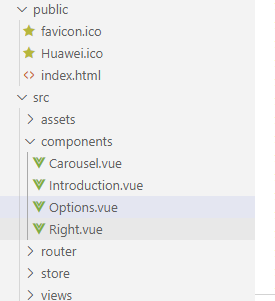 public
favicon.ico
Huawei.ico
index.html
src
assets
components
Carousel.vue
Introduction.vue
Options.vue
Right.vue
router
store
views